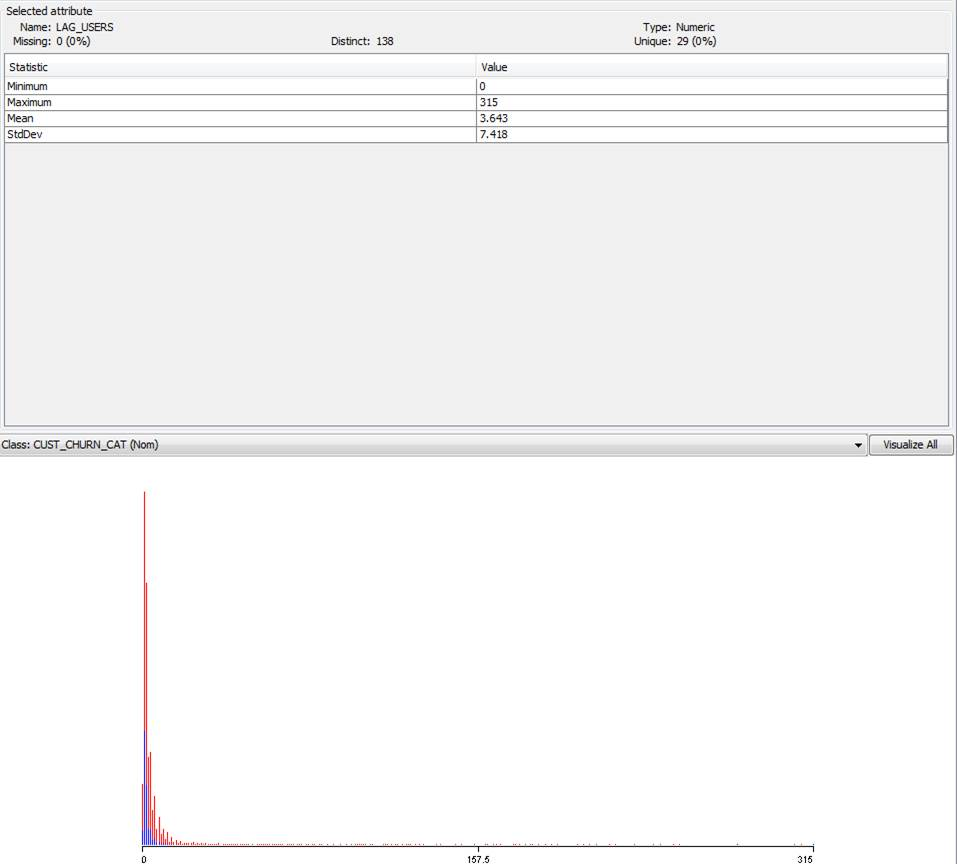 Selected attribute
Name: LAG_USERS Type: Numeric
Missing: 0 (0%) Distinct: 138 Unique: 29 (0%)
Statistic Value
Minimum 0
Maximum 315
Mean 3.643
StdDev 7.418
Class: CUST_CHURN_CAT (Nom) Visualize All
0 157.5 315